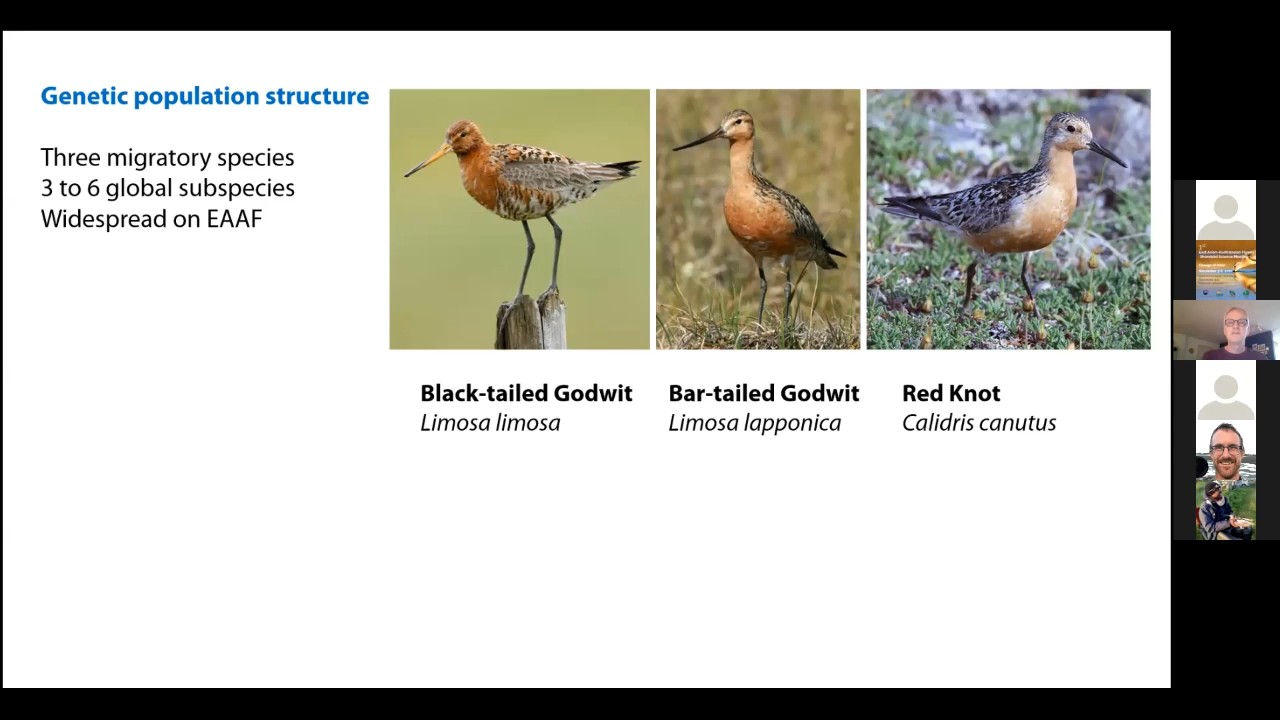 Genetic population structure
Three migratory species
3 to 6 global subspecies
Widespread on EAAF
Black-tailed Godwit
Limosa limosa
Bar-tailed Godwit
Limosa lapponica
Red Knot
Calidris canutus